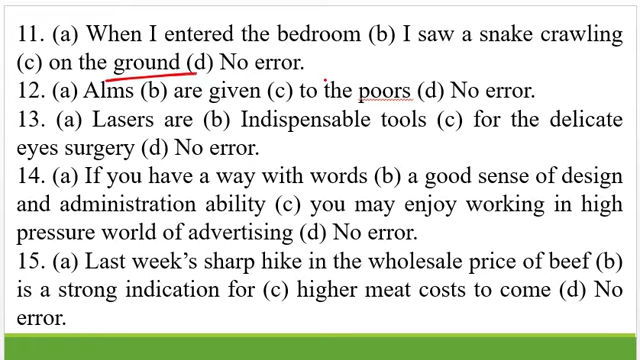 11. (a) When I entered the bedroom (b) I saw a snake crawling
(c) on the ground (d) No error.
12. (a) Alms (b) are given (c) to the poors (d) No error.
13. (a) Lasers are (b) Indispensable tools (c) for the delicate
eyes surgery (d) No error.
14. (a) If you have a way with words (b) a good sense of design
and administration ability (c) you may enjoy working in high
pressure world of advertising (d) No error.
15. (a) Last week’s sharp hike in the wholesale price of beef (b)
is a strong indication for (c) higher meat costs to come (d) No
error.